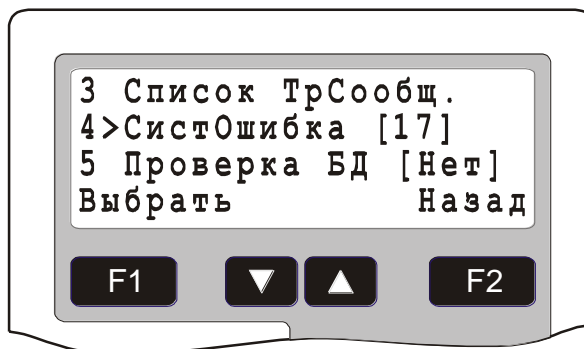 3 Список ТрСообщ.
4>СистОшибка [17]
5 Проверка БД [Нет]
Выбрать Назад
F1 F2